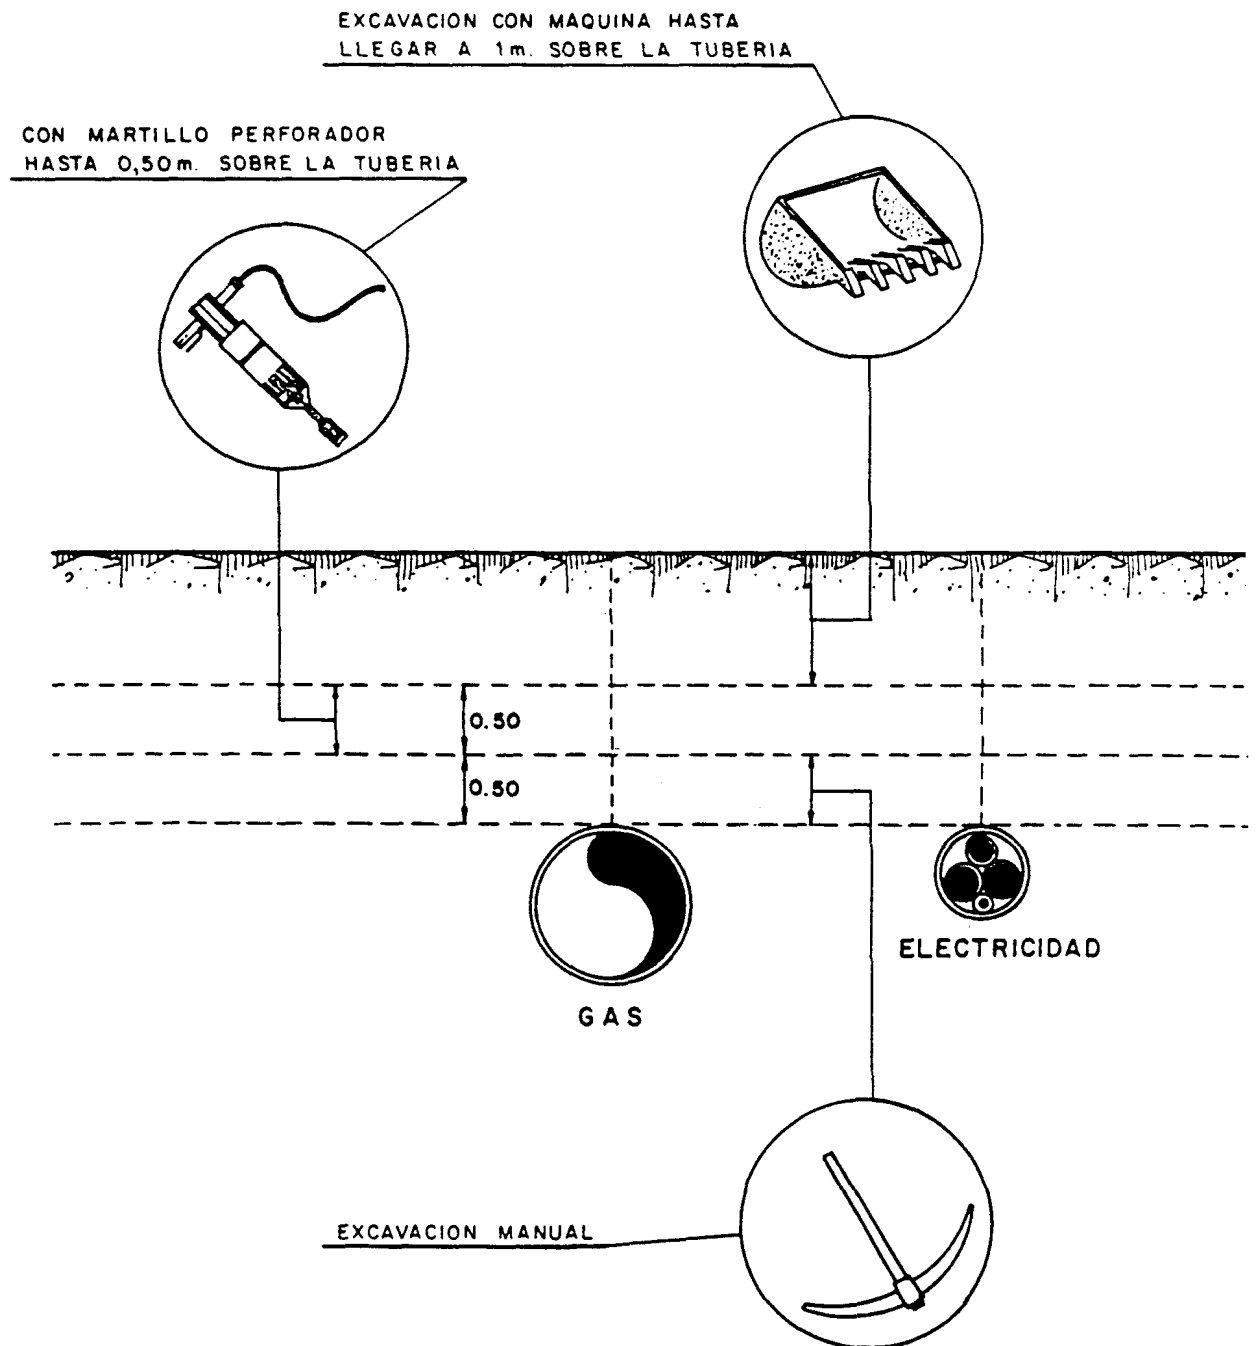 EXCAVACION CON MAQUINA HASTA
LLEGAR A 1m. SOBRE LA TUBERIA
CON MARTILLO PERFORADOR
HASTA 0,50m. SOBRE LA TUBERIA
0.50
0.50
ELECTRICIDAD
GAS
EXCAVACION MANUAL